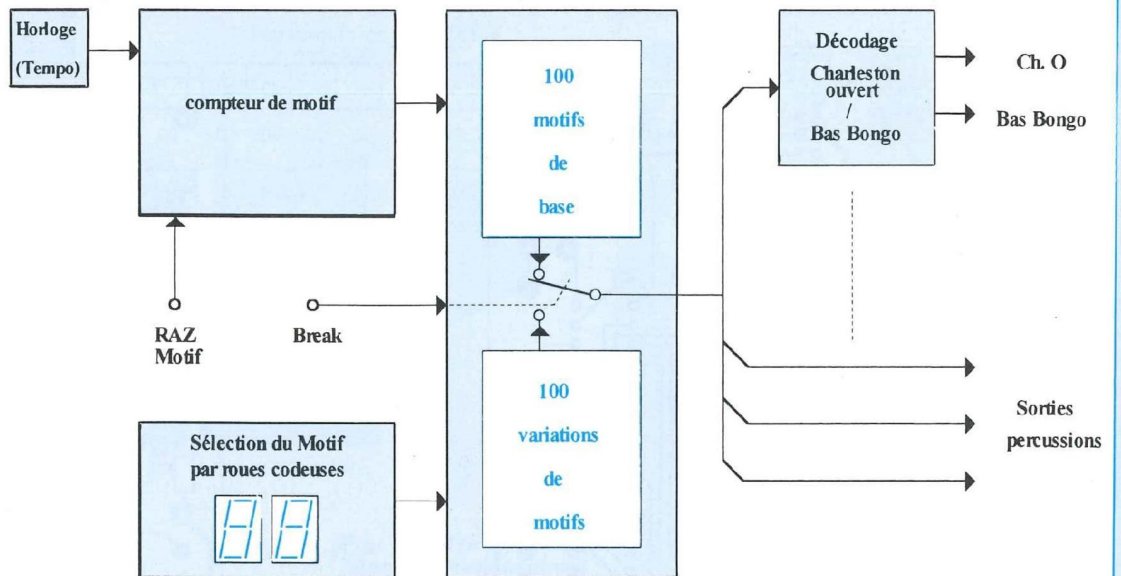 Horloge
(Tempo)
compteur de motif
100
motifs
de
base
Décodage
Charleston
ouvert
/
Bas Bongo
Ch. O
Bas Bongo
RAZ
Motif
Break
Sélection du Motif
par roues codeuses
88
100
variations
de
motifs
Sorties
percussions